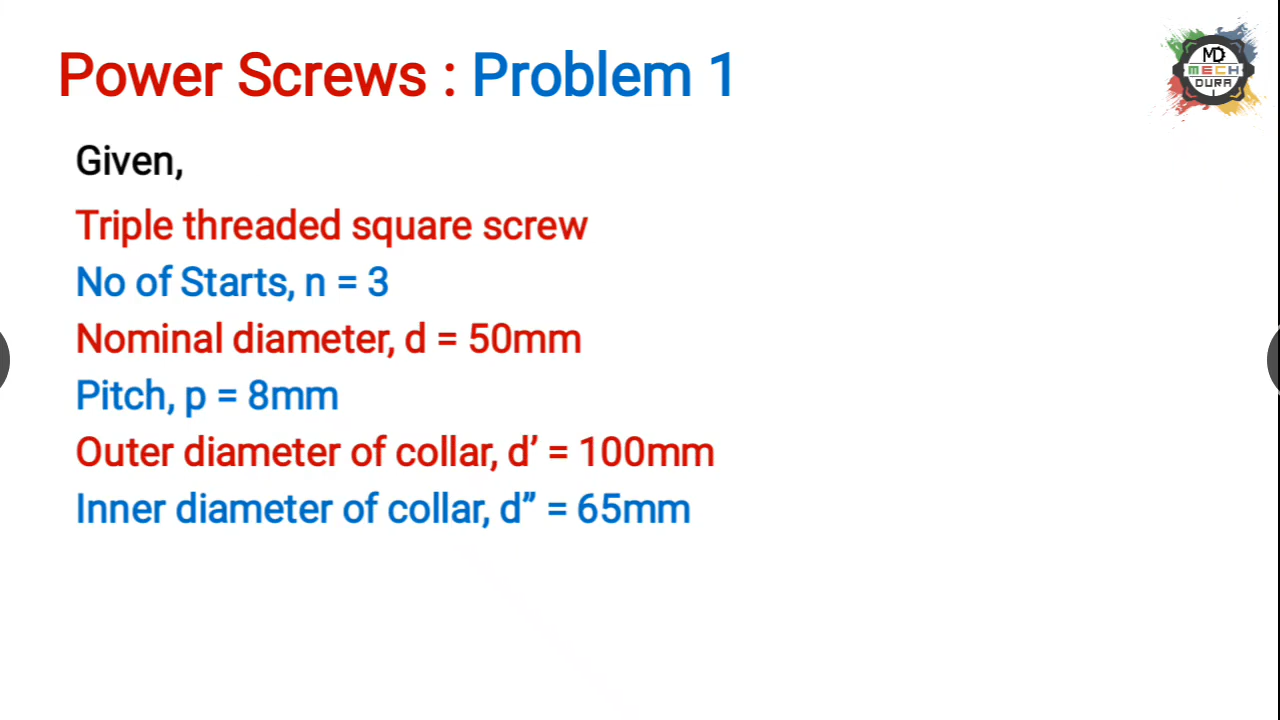 Power Screws : Problem 1
MD
MECH
DURA
Given,
Triple threaded square screw
No of Starts, n = 3
Nominal diameter, d = 50mm
Pitch, p = 8mm
Outer diameter of collar, d’ = 100mm
Inner diameter of collar, d” = 65mm